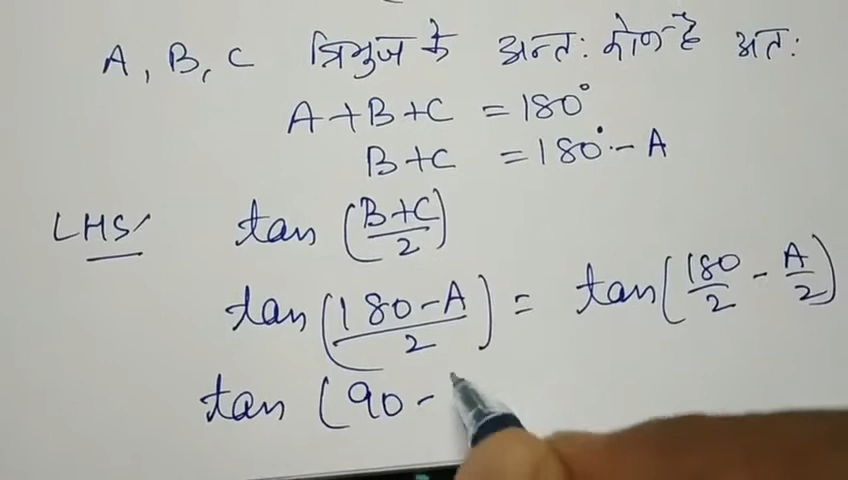 A, B, C त्रिभुज के अन्त: कोण है अत:
A+B+C = 180°
B+C = 180° - A
LHS/ tan (B+C/2)
tan (180-A/2) = tan (180/2 - A/2)
tan (90 -